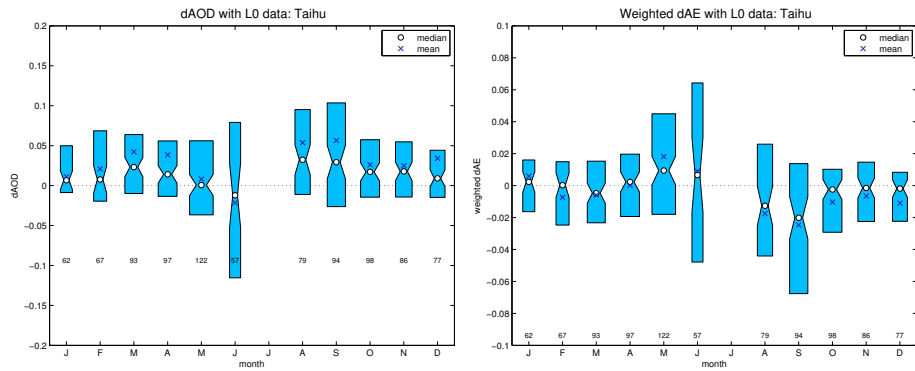 dAOD with L0 data: Taihu
median
mean
0.2
0.15
0.1
0.05
0
−0.05
−0.1
−0.15
−0.2
dAOD
62 67 93 97 122 57 79 94 98 86 77
J F M A M J J A S O N D
month
Weighted dAE with L0 data: Taihu
median
mean
0.1
0.08
0.06
0.04
0.02
0
−0.02
−0.04
−0.06
−0.08
−0.1
weighted dAE
62 67 93 97 122 57 79 94 98 86 77
J F M A M J J A S O N D
month